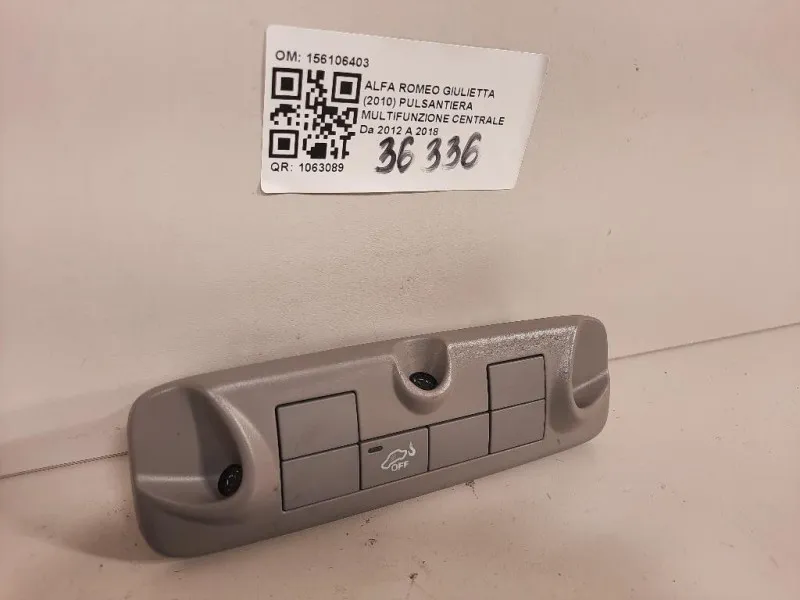 OM: 156106403
ALFA ROMEO GIULIETTA
(2010) PULSANTIERA
MULTIFUNZIONE CENTRALE
Da 2012 A 2018
36 336
QR: 1063089
OFF